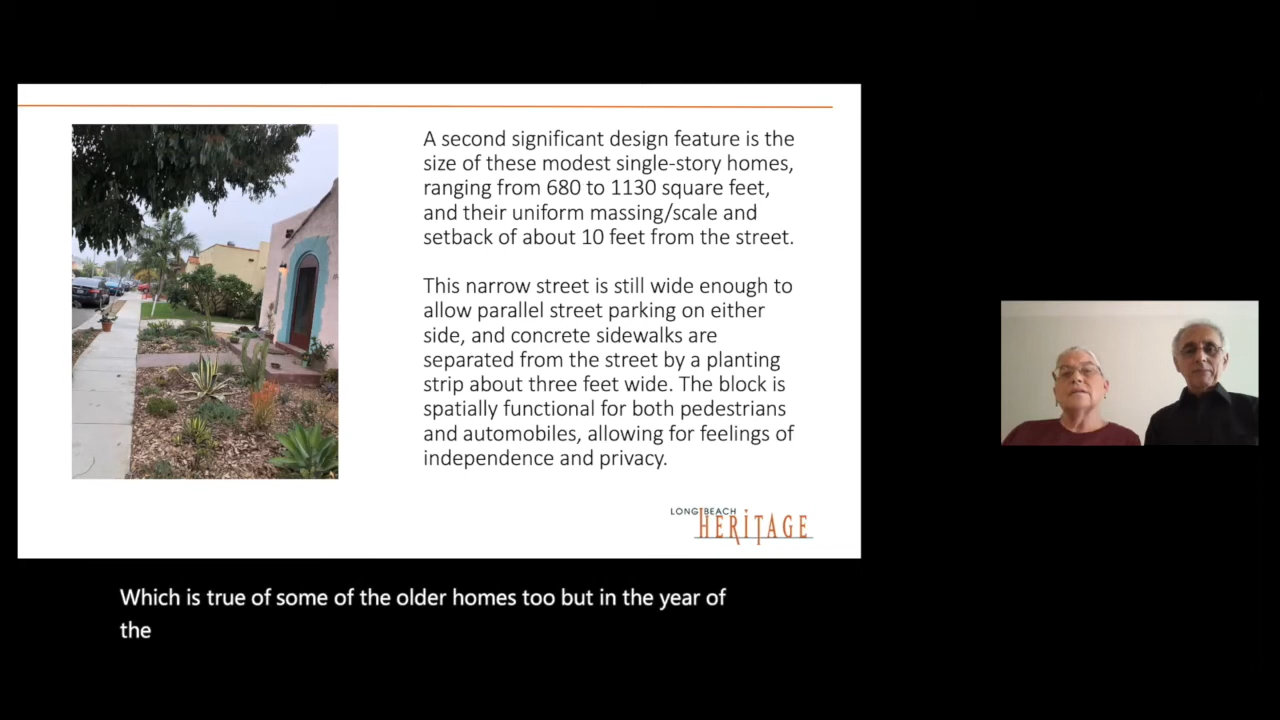 A second significant design feature is the
size of these modest single-story homes,
ranging from 680 to 1130 square feet,
and their uniform massing/scale and
setback of about 10 feet from the street.
This narrow street is still wide enough to
allow parallel street parking on either
side, and concrete sidewalks are
separated from the street by a planting
strip about three feet wide. The block is
spatially functional for both pedestrians
and automobiles, allowing for feelings of
independence and privacy.
LONG BEACH
HERITAGE
Which is true of some of the older homes too but in the year of
the